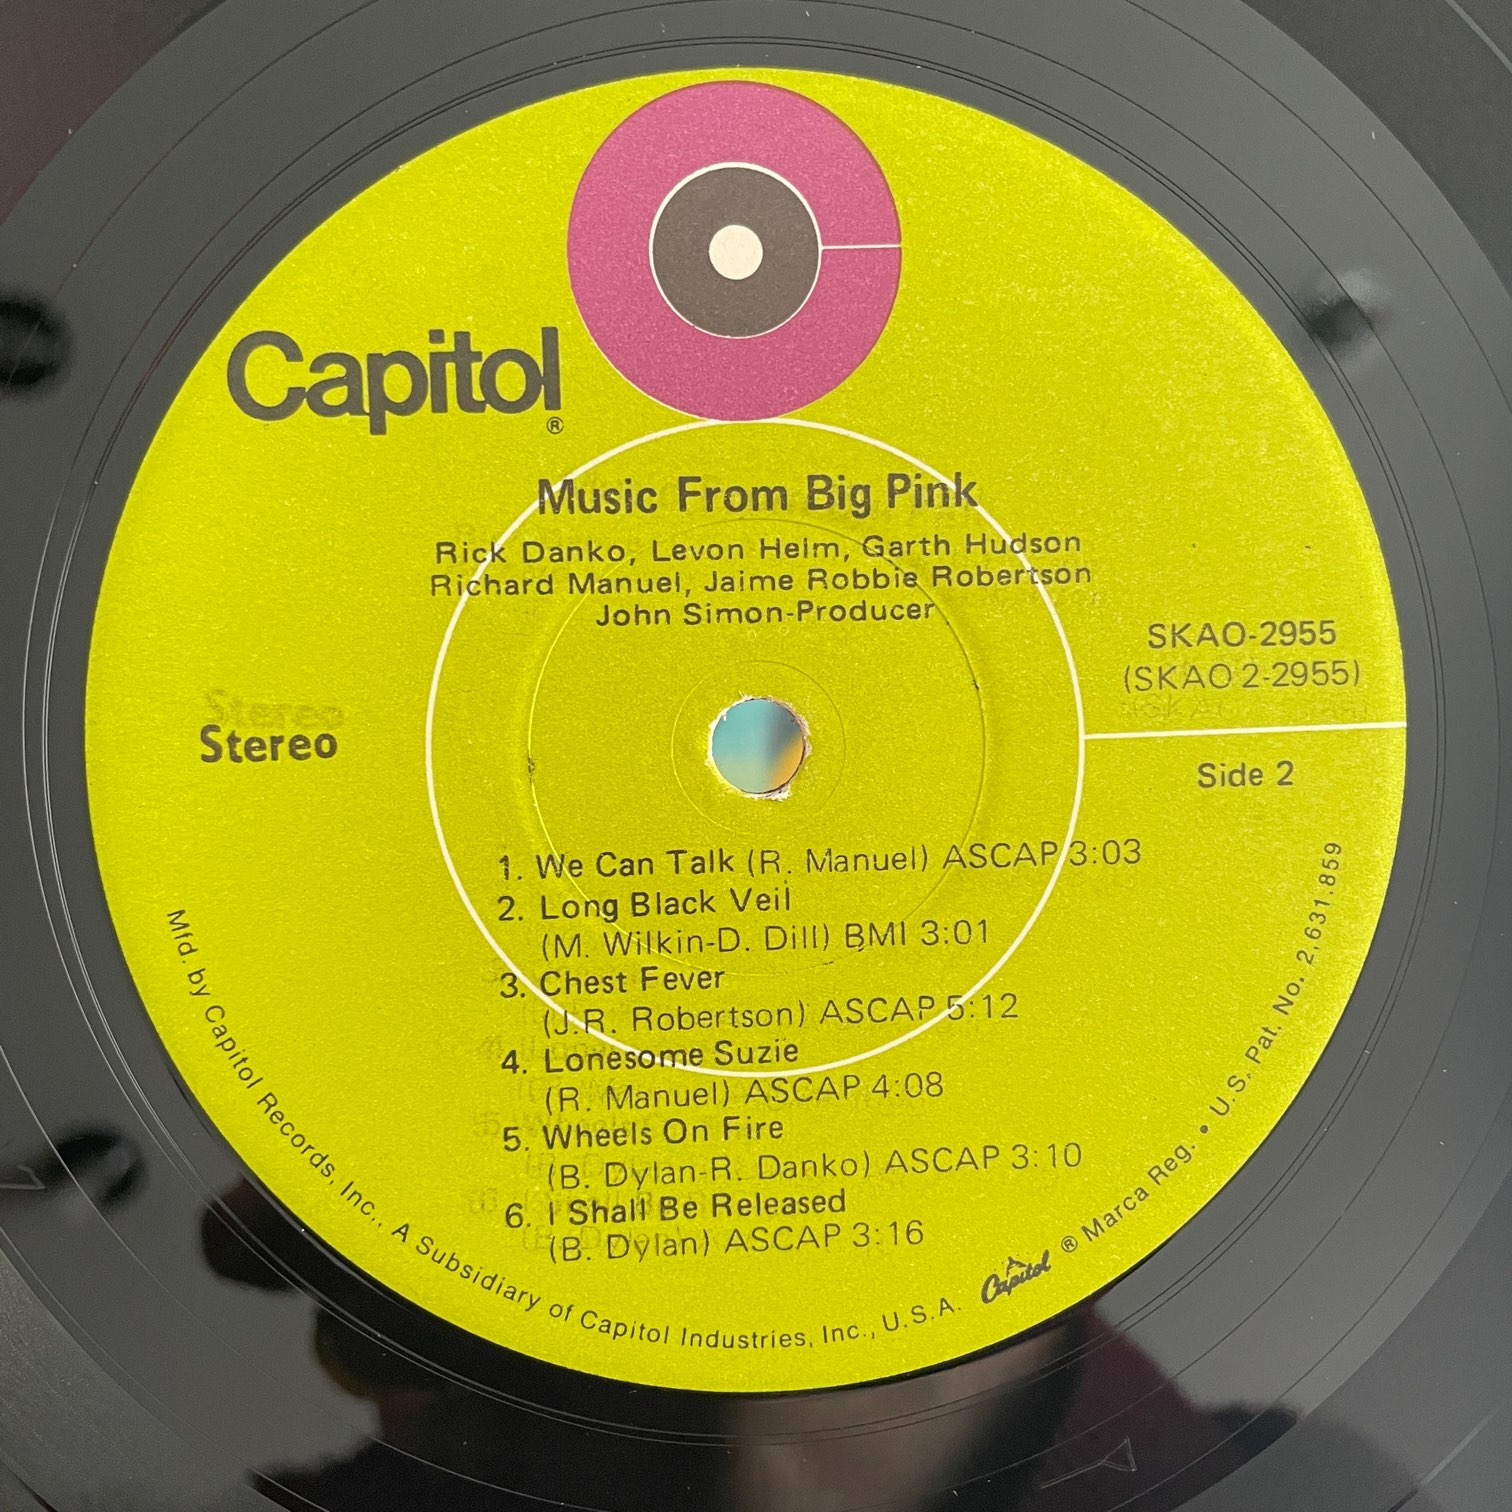 Capitol®
Music From Big Pink
Rick Danko, Levon Helm, Garth Hudson
Richard Manuel, Jaime Robbie Robertson
John Simon-Producer
SKAO-2955
(SKAO 2-2955)
Stereo
Stereo
Side 2
1. We Can Talk (R. Manuel) ASCAP 3:03
2. Long Black Veil
(M. Wilkin-D. Dill) BMI 3:01
3. Chest Fever
(J.R. Robertson) ASCAP 5:12
4. Lonesome Suzie
(R. Manuel) ASCAP 4:08
5. Wheels On Fire
(B. Dylan-R. Danko) ASCAP 3:10
6. I Shall Be Released
(B. Dylan) ASCAP 3:16
Mfd. by Capitol Records, Inc., A Subsidiary of Capitol Industries, Inc., U.S.A. Capitol ® Marca Reg. • U.S. Pat. No. 2,631,859